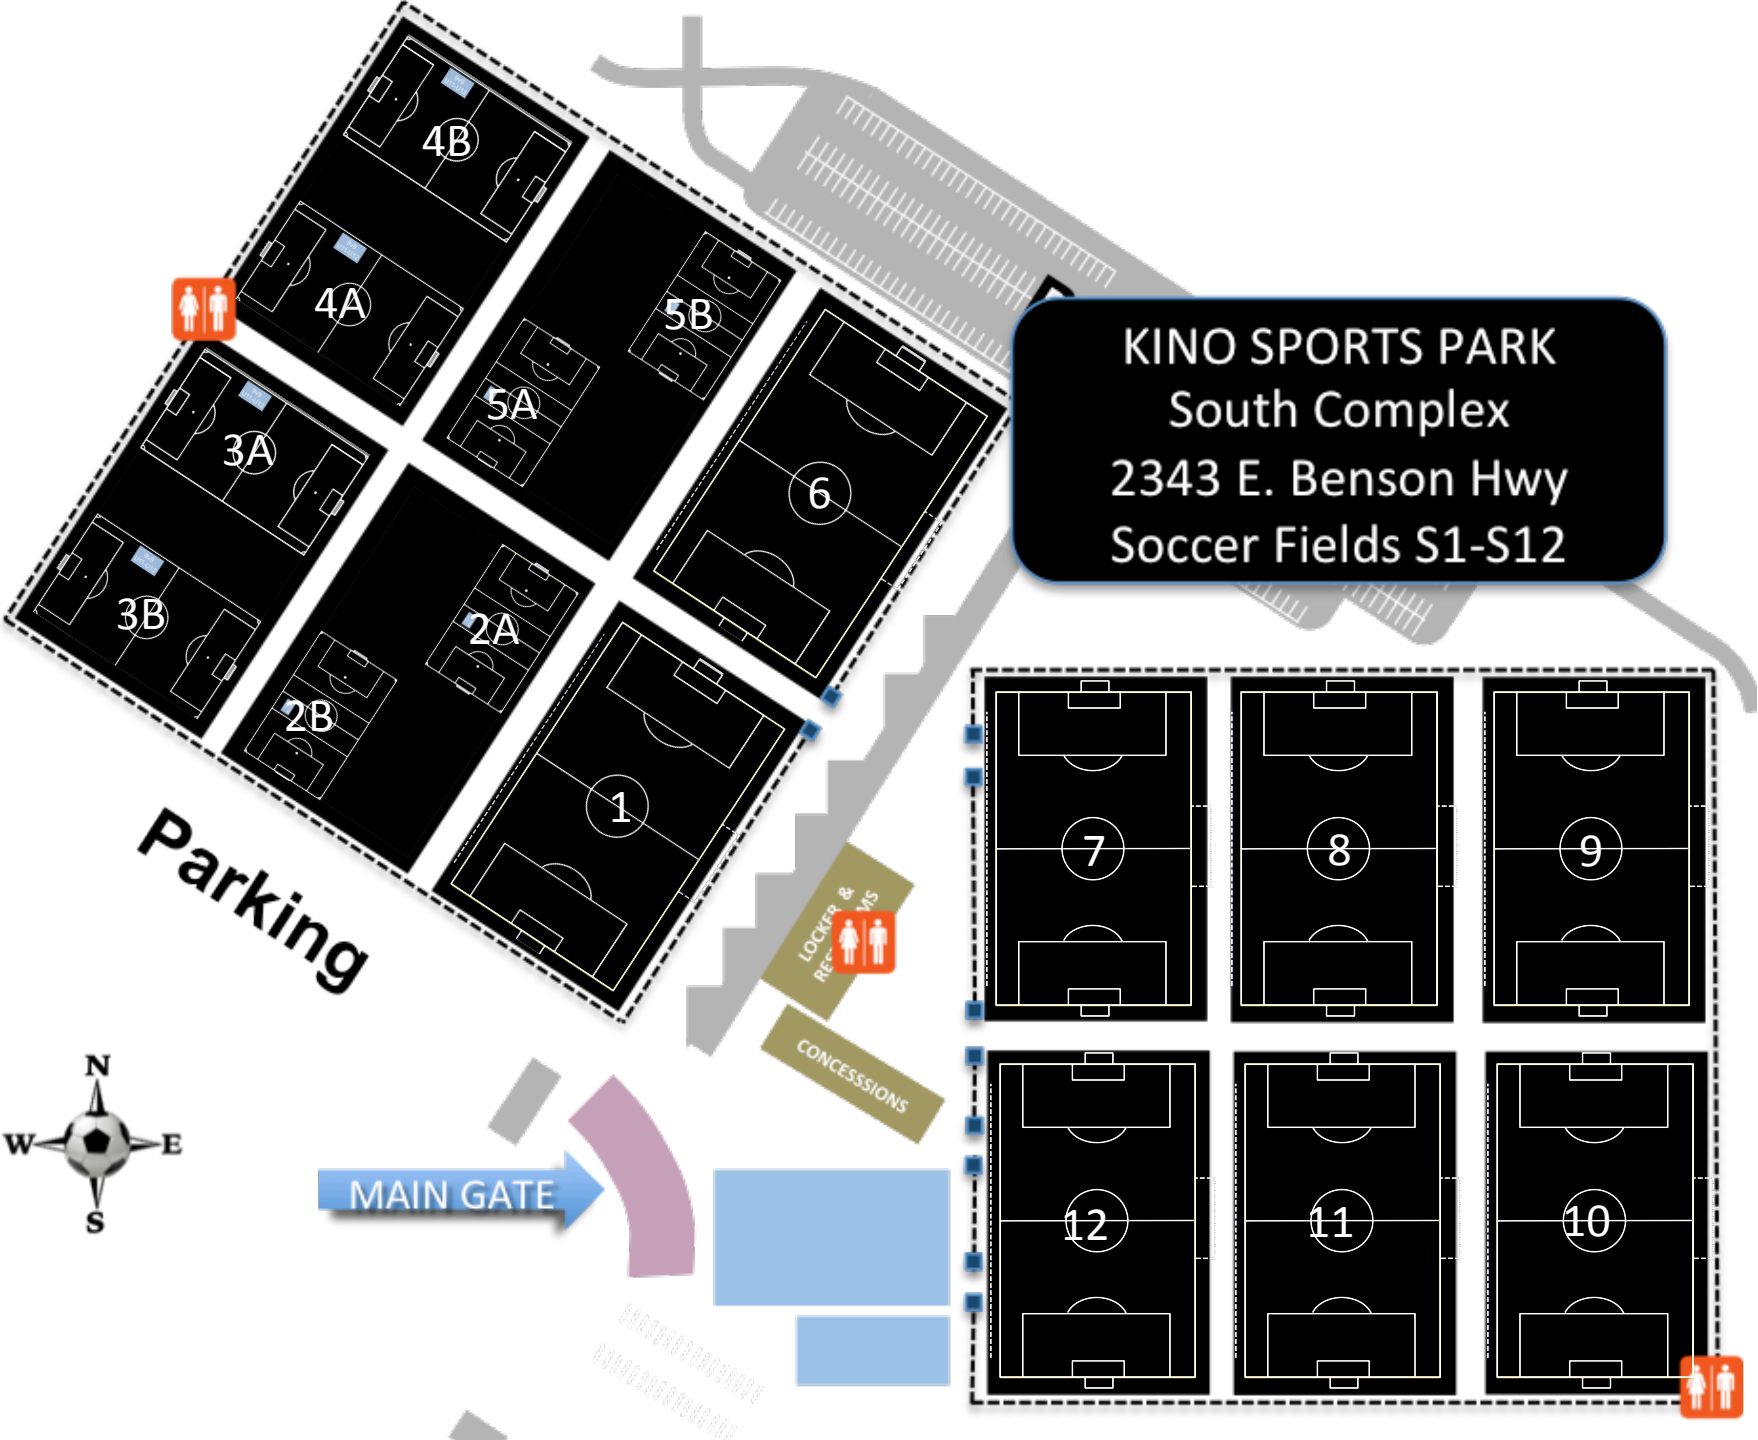 4B
4A
5B
5A
3A
3B
6
2A
2B
1
KINO SPORTS PARK
South Complex
2343 E. Benson Hwy
Soccer Fields S1-S12
7
8
9
Parking
LOCKER &
CONCESSSIONS
N
W
E
S
MAIN GATE
12
11
10